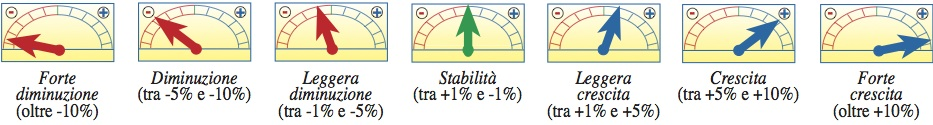 Forte
diminuzione
(oltre -10%)
Diminuzione
(tra -5% e -10%)
Leggera
diminuzione
(tra -1% e -5%)
Stabilità
(tra +1% e -1%)
Leggera
crescita
(tra +1% e +5%)
Crescita
(tra +5% e +10%)
Forte
crescita
(oltre +10%)